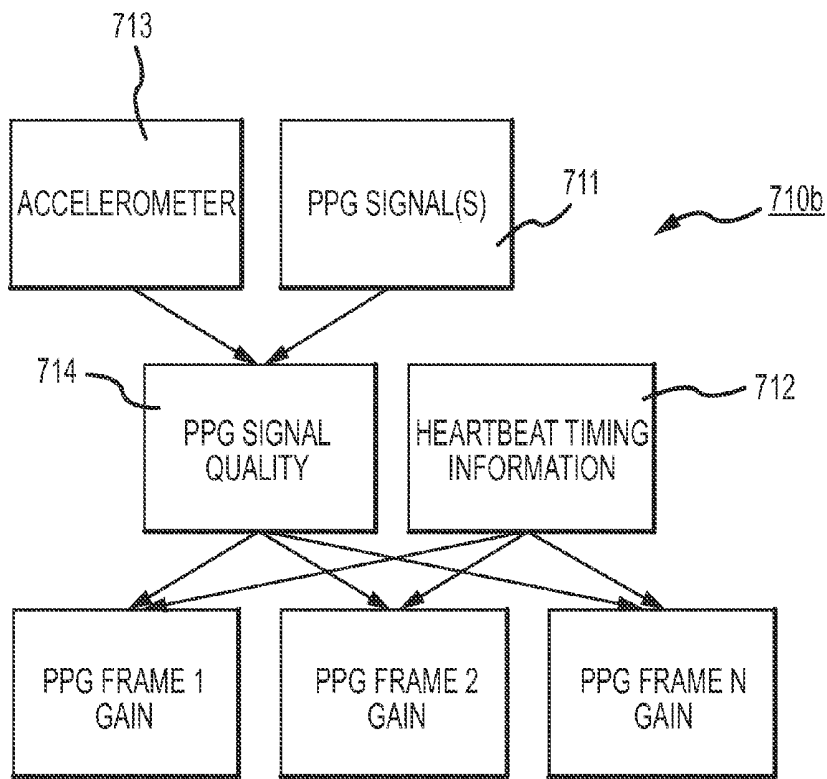 713
ACCELEROMETER
PPG SIGNAL(S)
711
710b
714
PPG SIGNAL
QUALITY
HEARTBEAT TIMING
INFORMATION
712
PPG FRAME 1
GAIN
PPG FRAME 2
GAIN
PPG FRAME N
GAIN